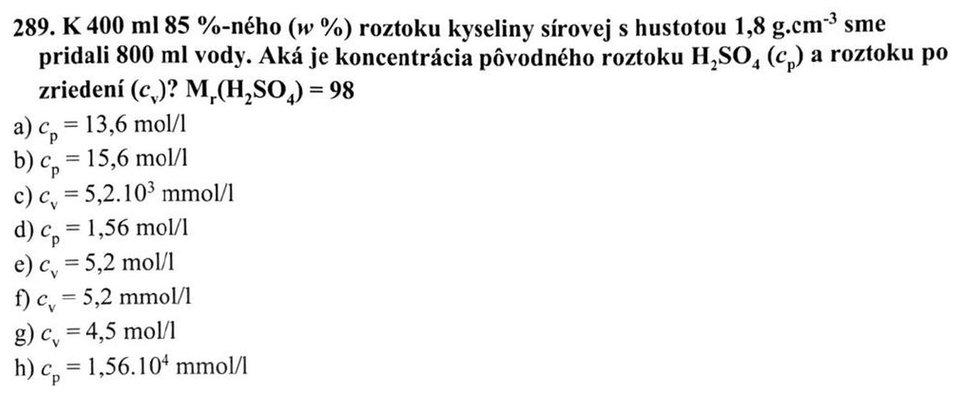 289. K 400 ml 85 %-ného (w %) roztoku kyseliny sírovej s hustotou 1,8 g.cm⁻³ sme
pridali 800 ml vody. Aká je koncentrácia pôvodného roztoku H₂SO₄ (cₚ) a roztoku po
zriedení (cᵥ)? Mᵣ(H₂SO₄) = 98
a) cₚ = 13,6 mol/l
b) cₚ = 15,6 mol/l
c) cᵥ = 5,2.10³ mmol/l
d) cₚ = 1,56 mol/l
e) cᵥ = 5,2 mol/l
f) cᵥ = 5,2 mmol/l
g) cᵥ = 4,5 mol/l
h) cₚ = 1,56.10⁴ mmol/l